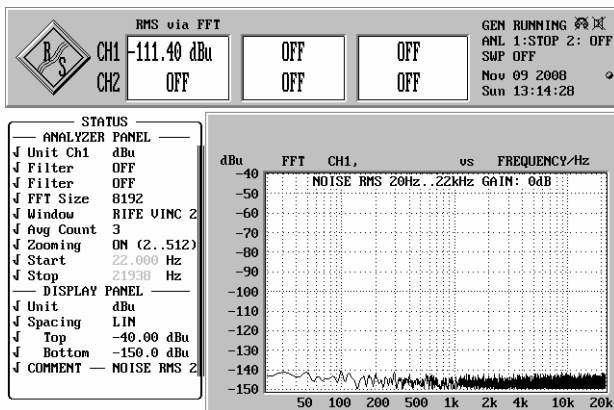 RMS via FFT
CH1 -111.40 dBu OFF OFF
CH2 OFF OFF OFF
R
S
GEN RUNNING
ANL 1:STOP 2: OFF
SWP OFF
Nov 09 2008
Sun 13:14:28
STATUS
ANALYZER PANEL
Unit Ch1 dBu
Filter OFF
Filter OFF
FFT Size 8192
Window RIFE VINC 2
Avg Count 3
Zooming ON (2..512)
Start 22.000 Hz
Stop 21938 Hz
DISPLAY PANEL
Unit dBu
Spacing LIN
Top -40.00 dBu
Bottom -150.0 dBu
COMMENT — NOISE RMS 2
dBu FFT CH1, vs FREQUENCY/Hz
NOISE RMS 20Hz..22kHz GAIN: 0dB
-40
-50
-60
-70
-80
-90
-100
-110
-120
-130
-140
-150
50 100 200 500 1k 2k 4k 10k 20k